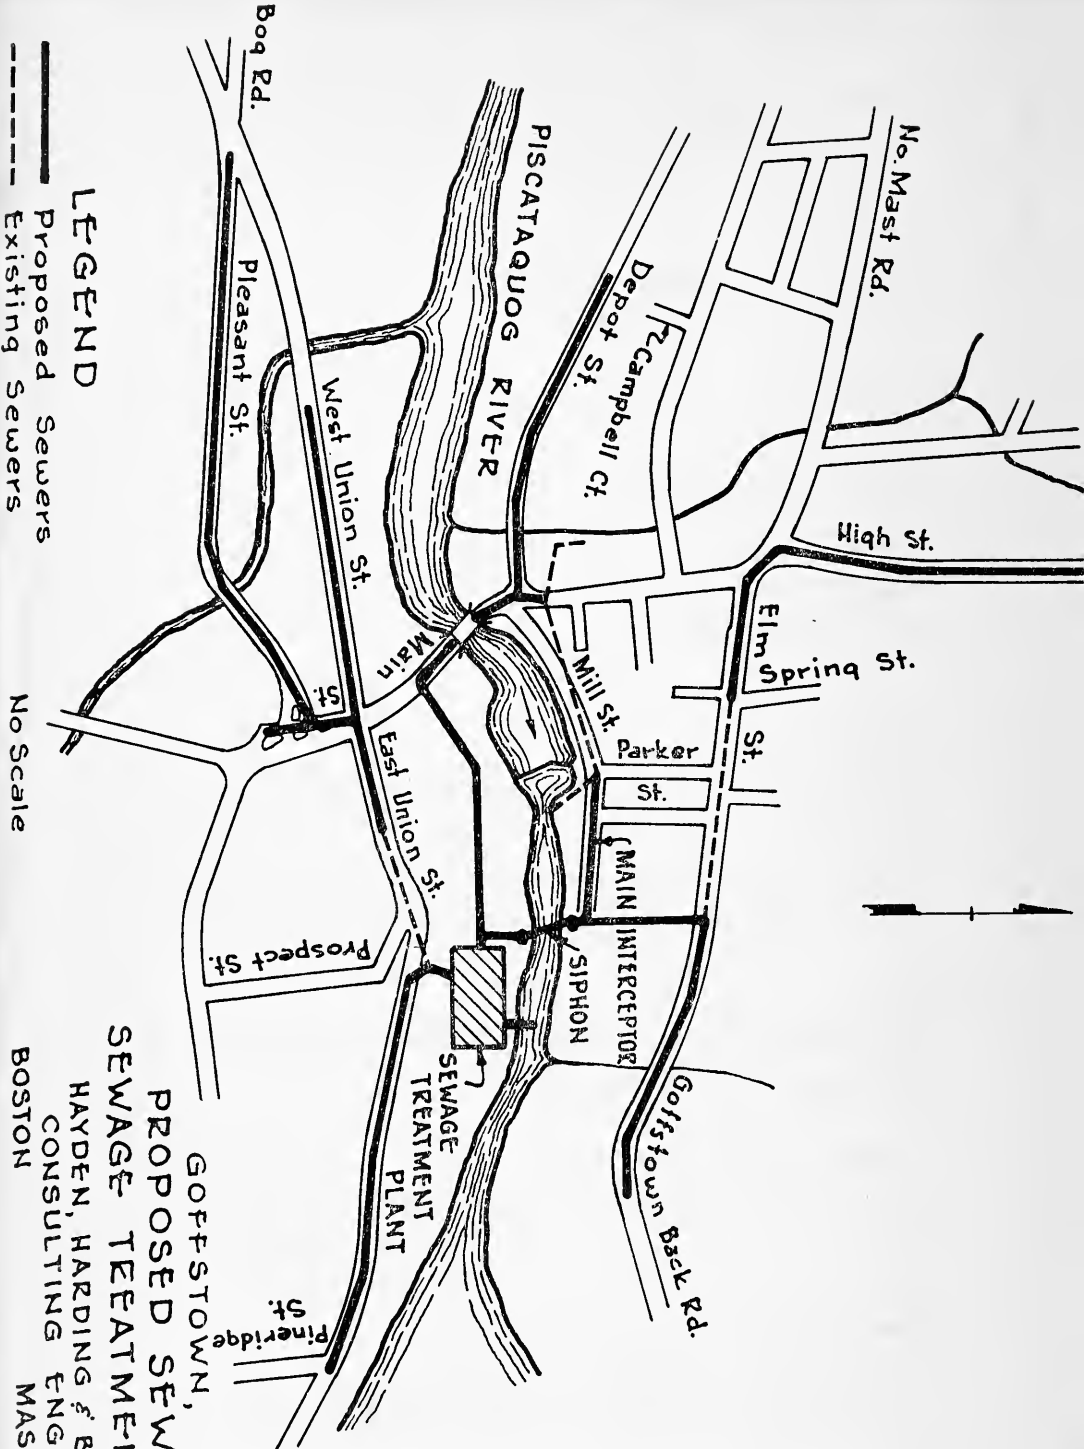 Bog Rd.
No. Mast Rd.
PISCATAQUOG RIVER
Depot St.
Campbell Ct.
High St.
Elm St.
Spring St.
Pleasant St.
West Union St.
Main St.
Mill St.
Parker St.
East Union St.
MAIN INTERCEPTOR
SIPHON
Prospect St.
SEWAGE
TREATMENT
PLANT
Goffstown Back Rd.
Pineridge
St.
LEGEND
Proposed Sewers
Existing Sewers
No Scale
GOFFSTOWN,
PROPOSED SEW
SEWAGE TREATMEN
HAYDEN, HARDING & B
CONSULTING ENG
BOSTON MAS